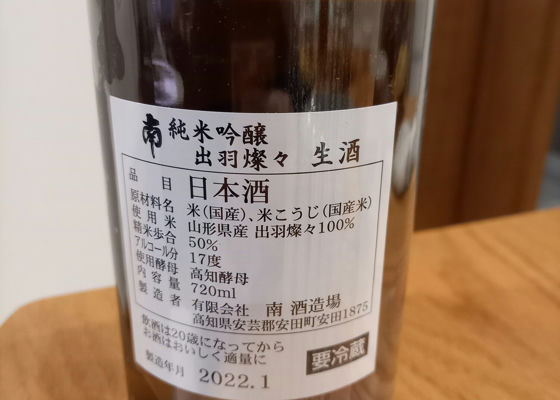 南 純米吟醸
出羽燦々 生酒
品目 日本酒
原材料名 米(国産)、米こうじ(国産米)
使用米 山形県産 出羽燦々100%
精米歩合 50%
アルコール分 17度
使用酵母 高知酵母
内容量 720ml
製造者 有限会社 南 酒造場
高知県安芸郡安田町安田1875
飲酒は20歳になってから
お酒はおいしく適量に
要冷蔵
製造年月 2022.1